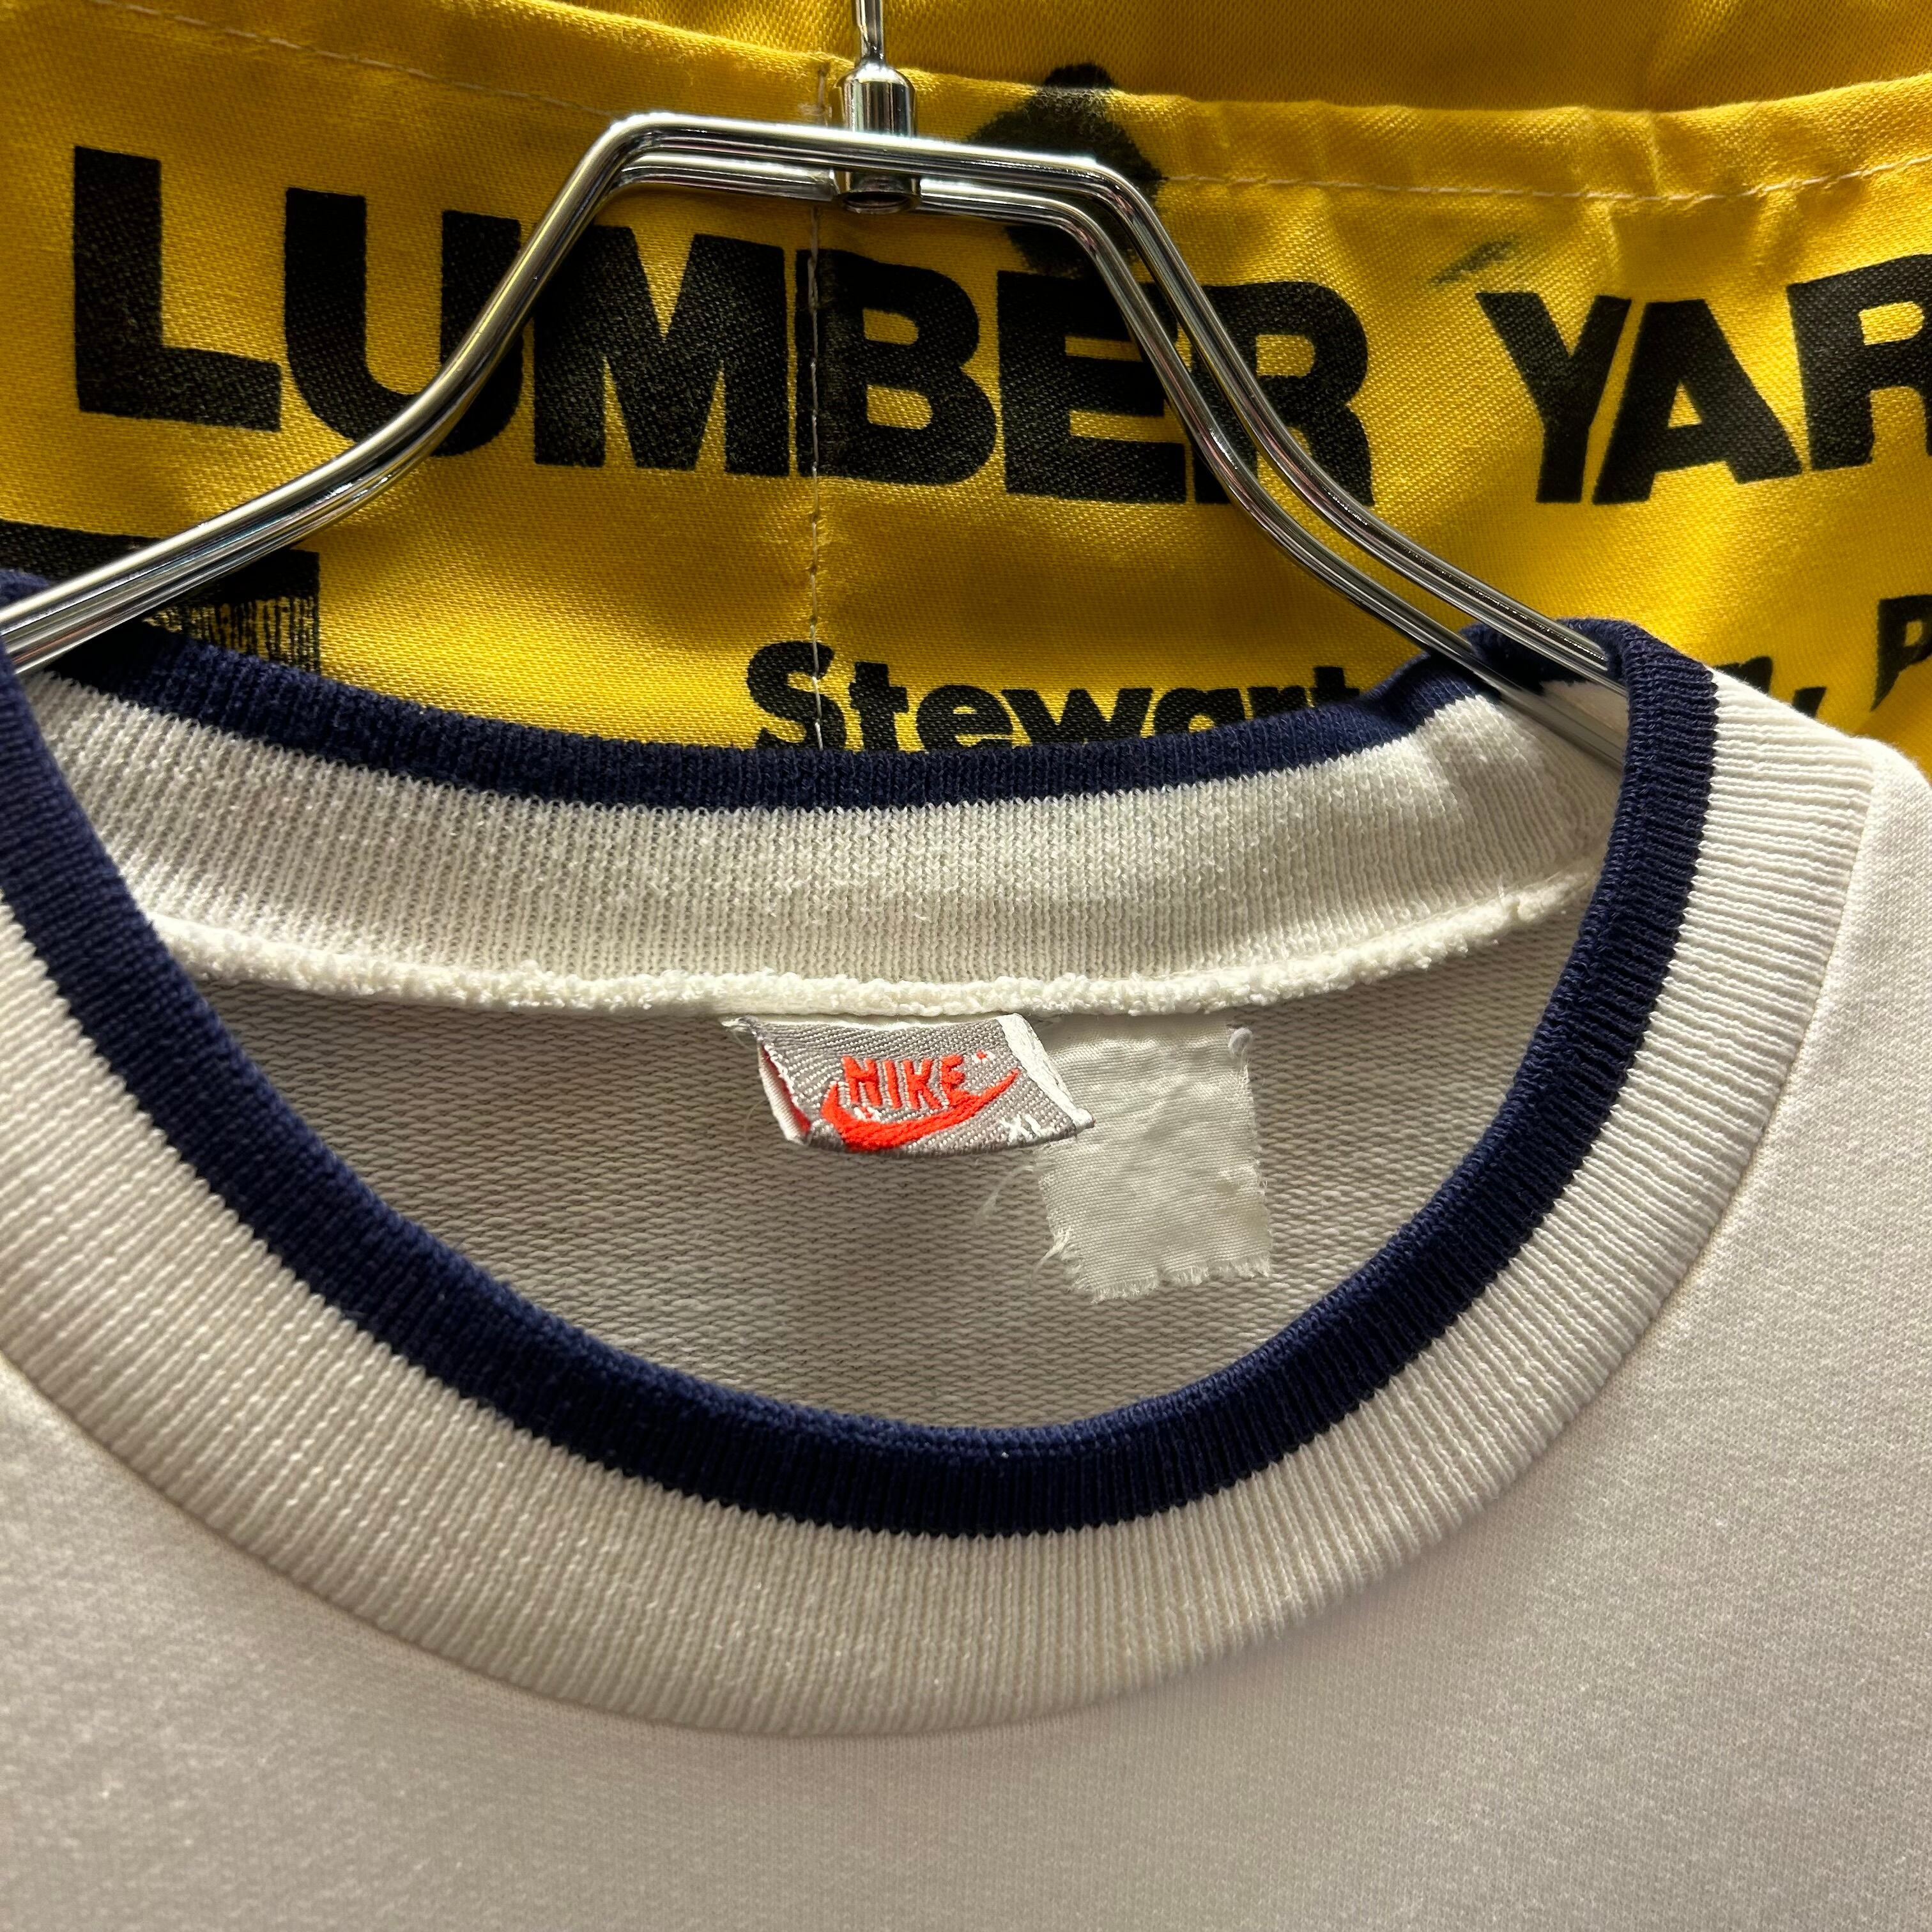 LUMBER YAR
Stewart
NIKE
XL